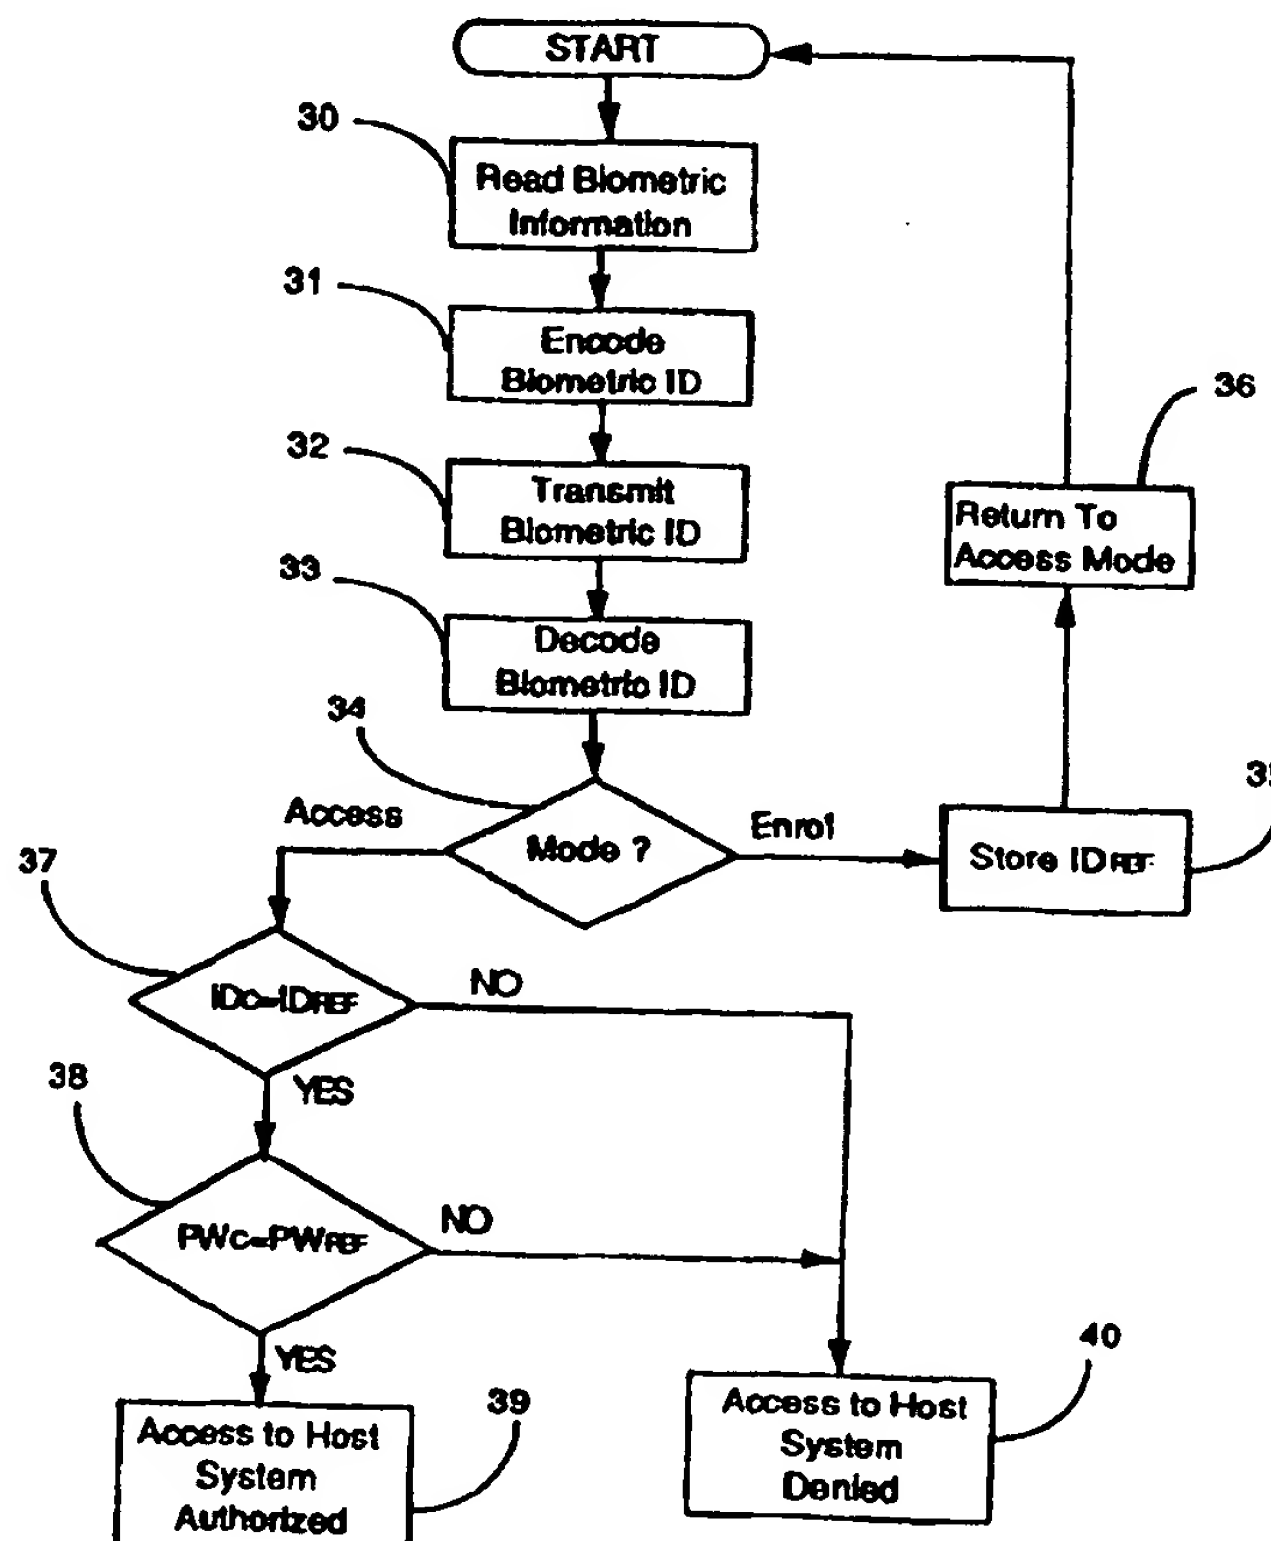 START
30
Read Biometric
Information
31
Encode
Biometric ID
32
Transmit
Biometric ID
36
Return To
Access Mode
33
Decode
Biometric ID
34
Access
Mode ?
Enrol
Store IDREF
37
IDC=IDREF
NO
YES
38
PWC=PWREF
NO
YES
39
Access to Host
System
Authorized
40
Access to Host
System
Denied